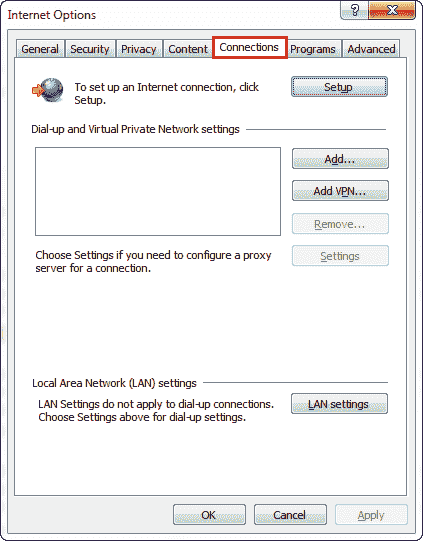 Internet Options
?
General Security Privacy Content Connections Programs Advanced
To set up an Internet connection, click
Setup.
Setup
Dial-up and Virtual Private Network settings
Add...
Add VPN...
Remove...
Choose Settings if you need to configure a proxy
server for a connection.
Settings
Local Area Network (LAN) settings
LAN Settings do not apply to dial-up connections.
Choose Settings above for dial-up settings.
LAN settings
OK Cancel Apply